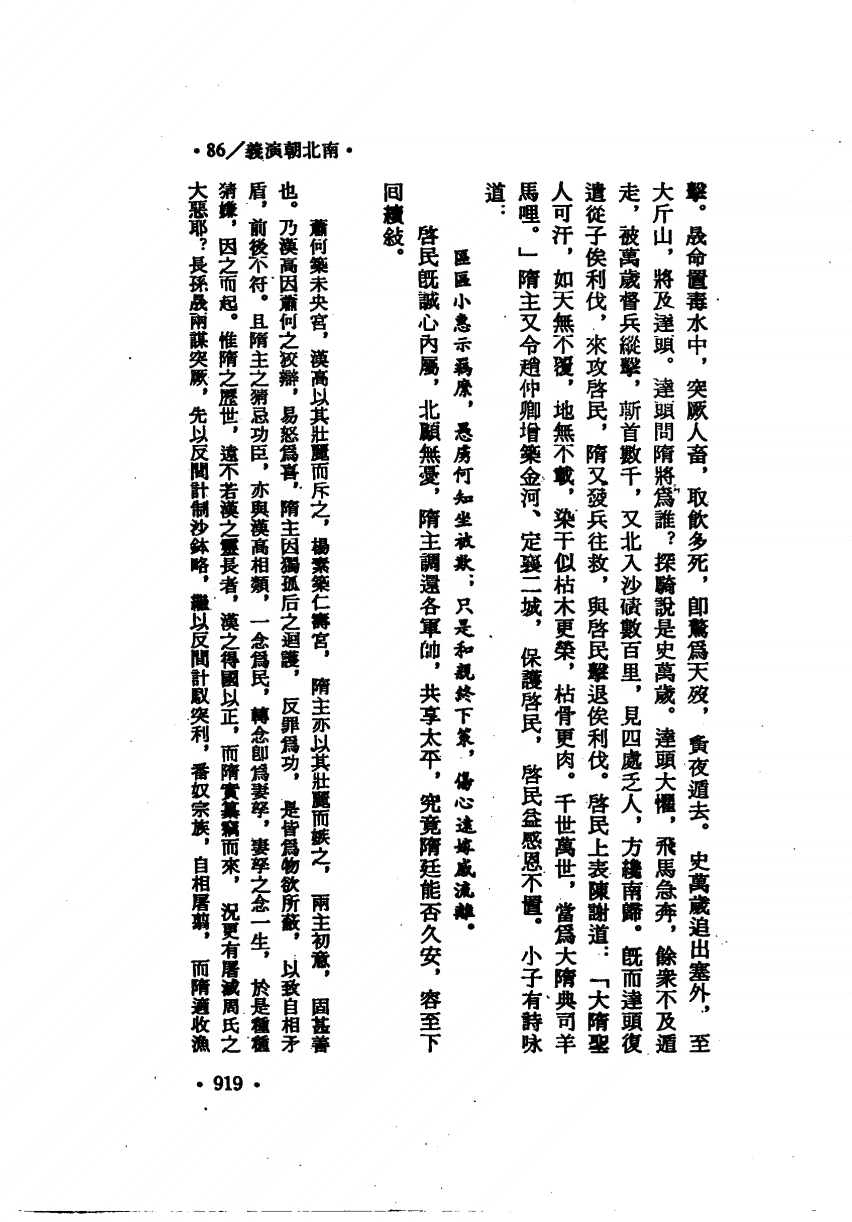 •86/義演朝北南•
擊。晟命置毒水中，突厥人畜，取飲多死，卽驚爲天歿，夤夜遁去。史萬歲追出塞外，至
大斤山，將及達頭。達頭問隋將爲誰？探騎說是史萬歲。達頭大懼，飛馬急奔，餘衆不及遁
走，被萬歲督兵縱擊，斬首數千，又北入沙磧數百里，見四處乏人，方纔南歸。旣而達頭復
遣從子俟利伐，來攻啓民，隋又發兵往救，與啓民擊退俟利伐。啓民上表陳謝道：「大隋聖
人可汗，如天無不覆，地無不載，染干似枯木更榮，枯骨更肉。千世萬世，當爲大隋典司羊
馬哩。」隋主又令趙仲卿增築金河、定襄二城，保護啓民，啓民益感恩不置。小子有詩咏
道：
區區小惠示羈縻，愚虜何知坐被欺；只是和親終下策，傷心遠嫁感流離。
啓民旣誠心內屬，北顧無憂，隋主調還各軍帥，共享太平，究竟隋廷能否久安，容至下
囘續敍。
蕭何築未央宮，漢高以其壯麗而斥之，楊素築仁壽宮，隋主亦以其壯麗而嫉之，兩主初意，固甚善
也。乃漢高因蕭何之狡辯，易怒爲喜，隋主因獨孤后之迴護，反罪爲功，是皆爲物欲所蔽，以致自相矛
盾，前後不符。且隋主之猜忌功臣，亦與漢高相類，一念爲民，轉念卽爲妻孥，妻孥之念一生，於是種種
猜嫌，因之而起。惟隋之歷世，遠不若漢之靈長者，漢之得國以正，而隋實纂竊而來，況更有屠滅周氏之
大惡耶？長孫晟兩謀突厥，先以反間計制沙鉢略，繼以反間計馭突利，番奴宗族，自相屠翦，而隋適收漁
•919•